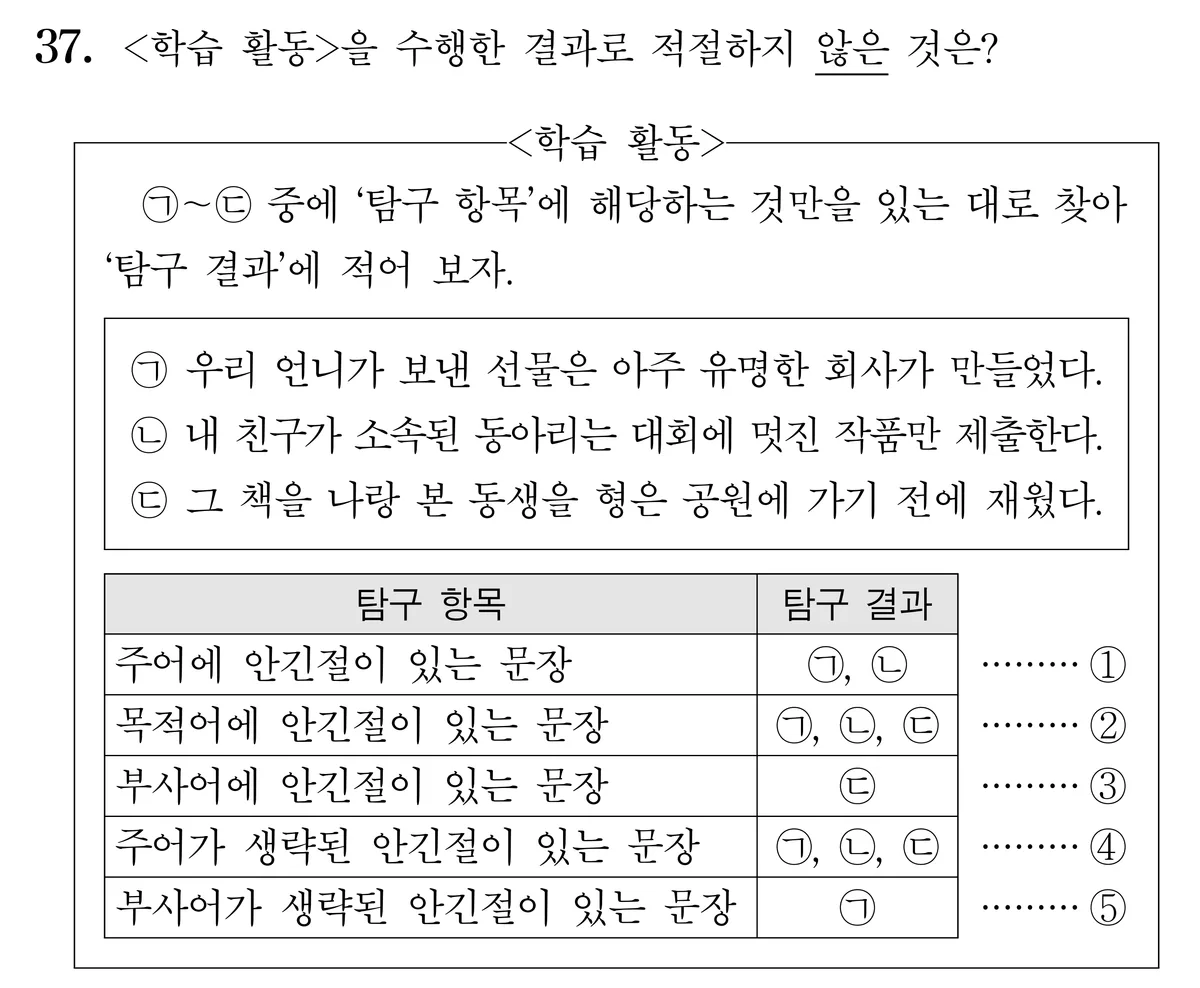 37. <학습 활동>을 수행한 결과로 적절하지 않은 것은?
<학습 활동>
㉠~㉢ 중에 ‘탐구 항목’에 해당하는 것만을 있는 대로 찾아
‘탐구 결과’에 적어 보자.
㉠ 우리 언니가 보낸 선물은 아주 유명한 회사가 만들었다.
㉡ 내 친구가 소속된 동아리는 대회에 멋진 작품만 제출한다.
㉢ 그 책을 나랑 본 동생을 형은 공원에 가기 전에 재웠다.
탐구 항목 탐구 결과
주어에 안긴절이 있는 문장 ㉠, ㉡ ……… ①
목적어에 안긴절이 있는 문장 ㉠, ㉡, ㉢ ……… ②
부사어에 안긴절이 있는 문장 ㉢ ……… ③
주어가 생략된 안긴절이 있는 문장 ㉠, ㉡, ㉢ ……… ④
부사어가 생략된 안긴절이 있는 문장 ㉠ ……… ⑤